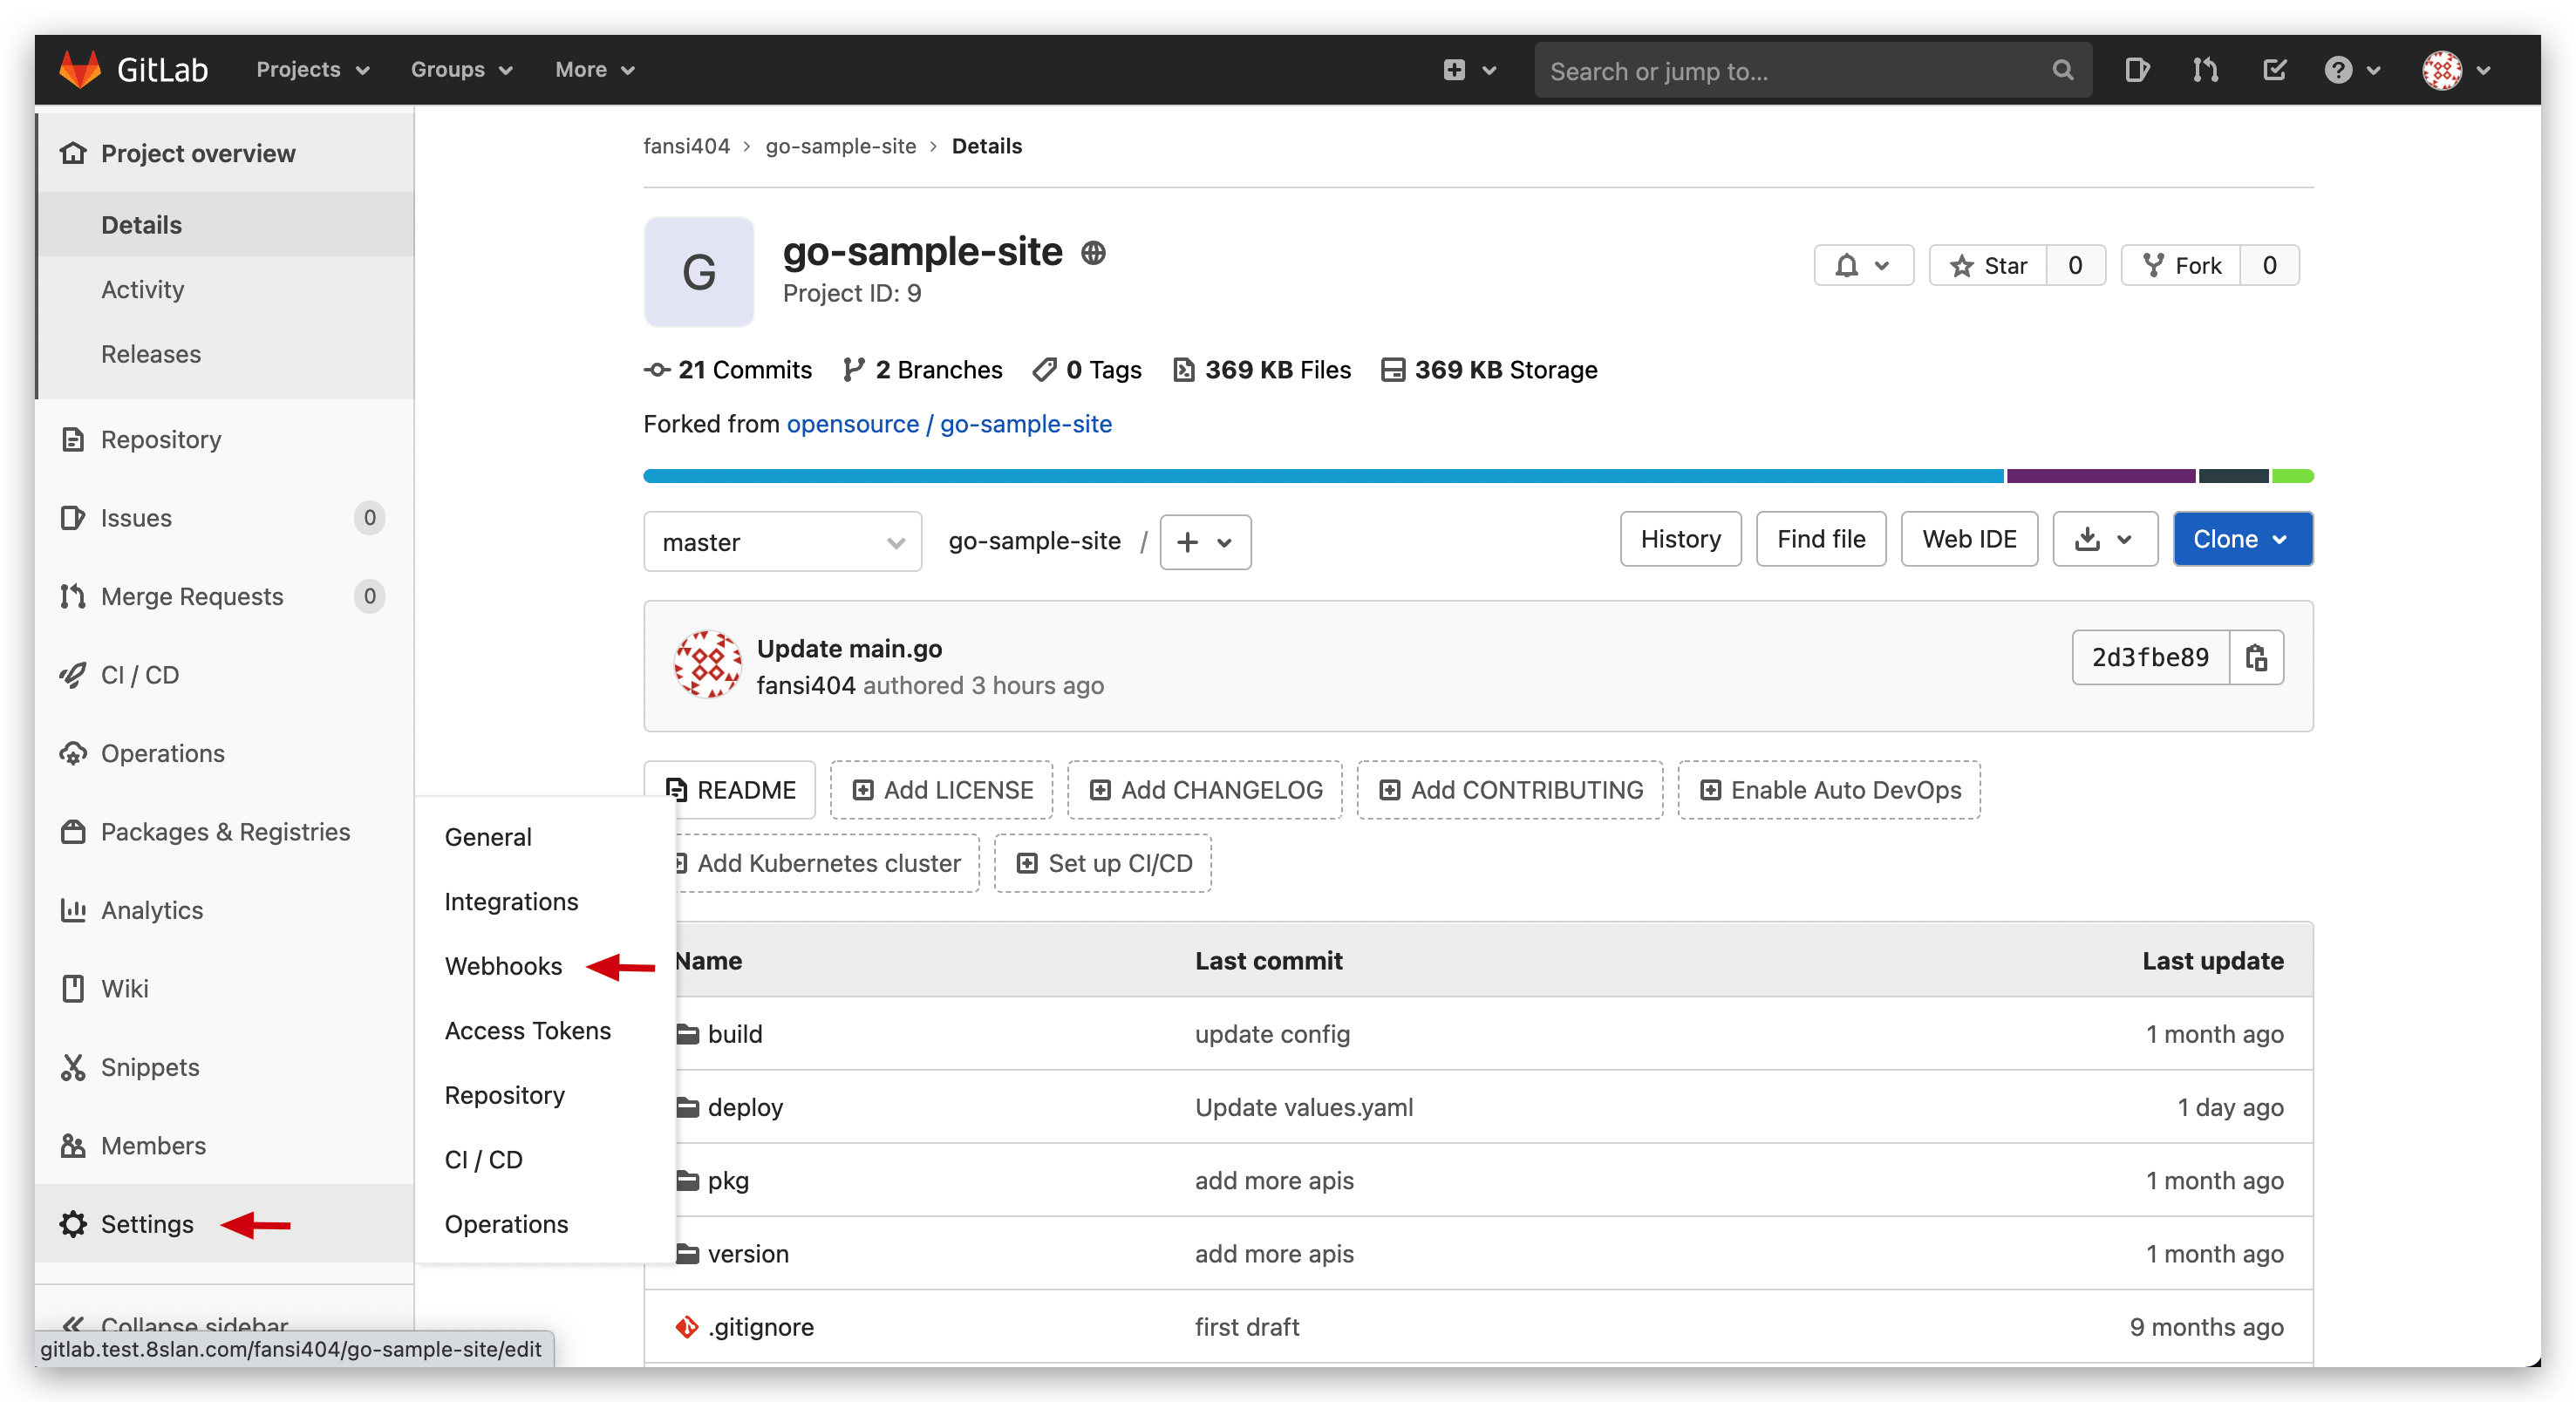 GitLab Projects Groups More Search or jump to...
Project overview
Details
Activity
Releases
Repository
Issues 0
Merge Requests 0
CI / CD
Operations
Packages & Registries
Analytics
Wiki
Snippets
Members
Settings
Collapse sidebar
gitlab.test.8slan.com/fansi404/go-sample-site/edit
General
Integrations
Webhooks
Access Tokens
Repository
CI / CD
Operations
fansi404 › go-sample-site › Details
G
go-sample-site
Project ID: 9
Star 0 Fork 0
21 Commits 2 Branches 0 Tags 369 KB Files 369 KB Storage
Forked from opensource / go-sample-site
master go-sample-site / + History Find file Web IDE Clone
Update main.go
fansi404 authored 3 hours ago
2d3fbe89
README Add LICENSE Add CHANGELOG Add CONTRIBUTING Enable Auto DevOps
Add Kubernetes cluster Set up CI/CD
Name Last commit Last update
build update config 1 month ago
deploy Update values.yaml 1 day ago
pkg add more apis 1 month ago
version add more apis 1 month ago
.gitignore first draft 9 months ago